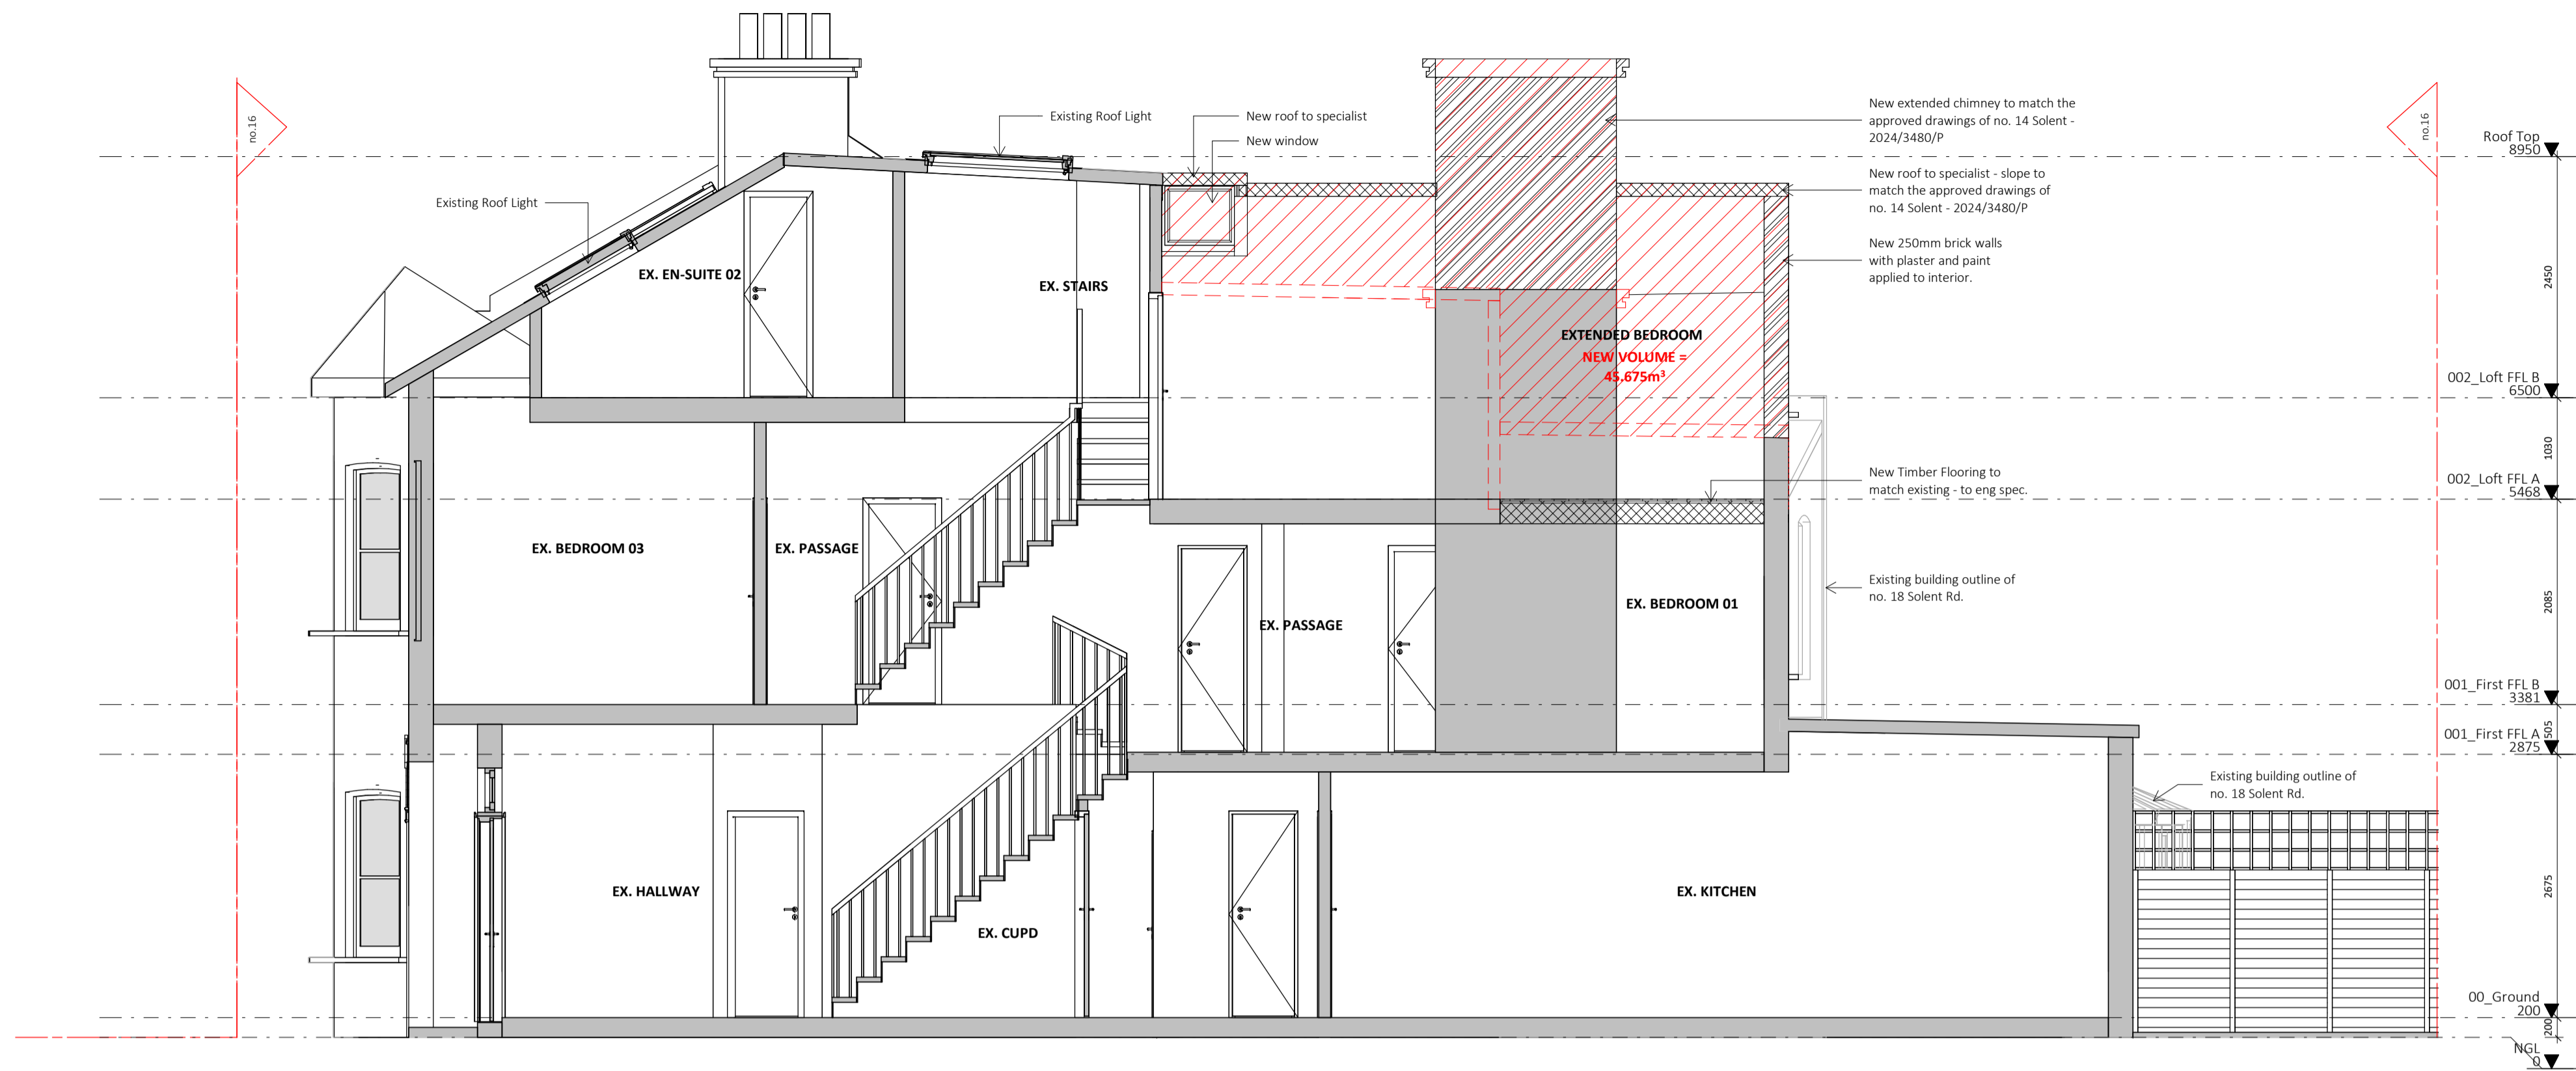 no.16
Existing Roof Light
Existing Roof Light
New roof to specialist
New window
New extended chimney to match the
approved drawings of no. 14 Solent -
2024/3480/P
New roof to specialist - slope to
match the approved drawings of
no. 14 Solent - 2024/3480/P
New 250mm brick walls
with plaster and paint
applied to interior.
no.16
Roof Top
8950
2450
EX. EN-SUITE 02
EX. STAIRS
EXTENDED BEDROOM
NEW VOLUME =
45.675m³
002_Loft FFL B
6500
1030
New Timber Flooring to
match existing - to eng spec.
002_Loft FFL A
5468
EX. BEDROOM 03
EX. PASSAGE
EX. PASSAGE
EX. BEDROOM 01
Existing building outline of
no. 18 Solent Rd.
2085
001_First FFL B
3381
505
001_First FFL A
2875
Existing building outline of
no. 18 Solent Rd.
EX. HALLWAY
EX. CUPD
EX. KITCHEN
2675
00_Ground
200
200
NGL
0